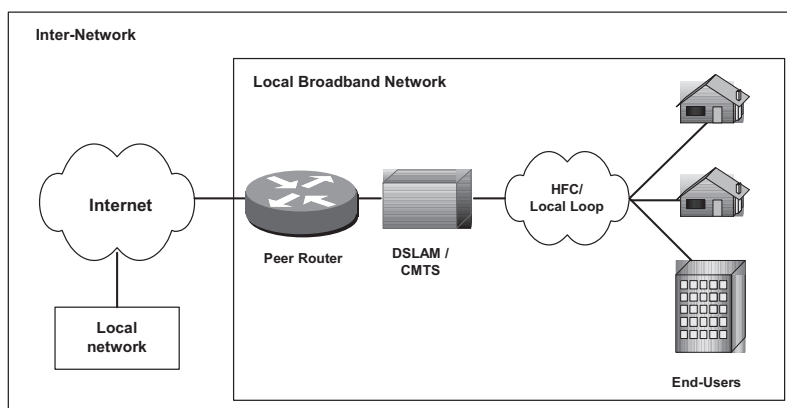 Inter-Network
Local Broadband Network
Internet
Peer Router
DSLAM /
CMTS
HFC/
Local Loop
Local
network
End-Users